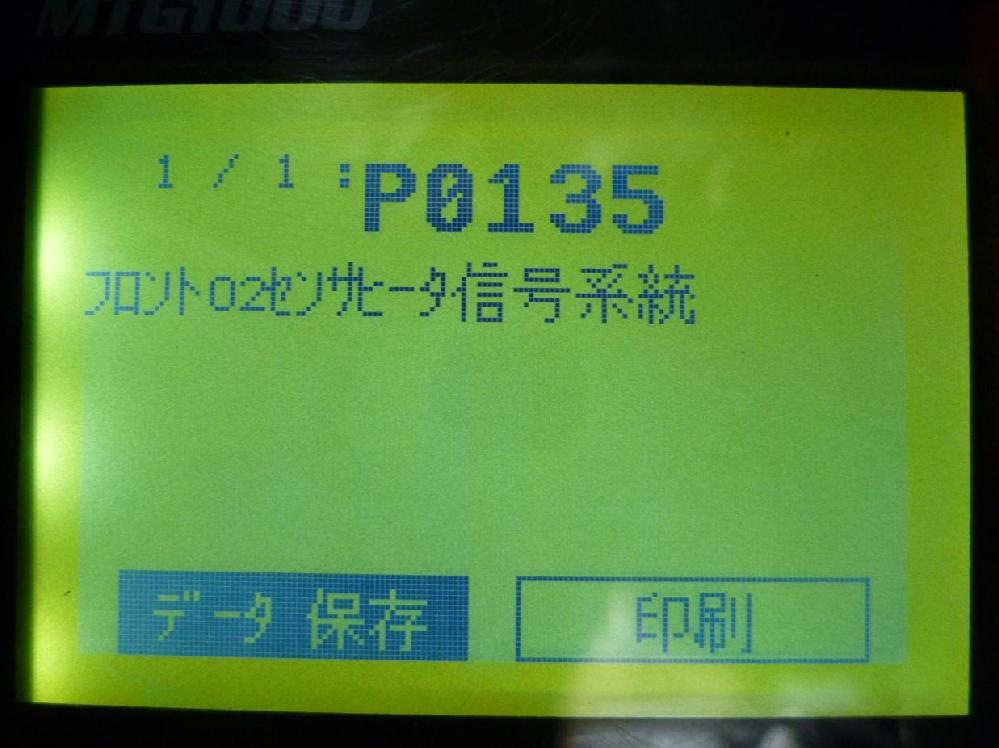 MTG1000
1 / 1 :P0135
フロントO2センサヒータ信号系統
データ 保存
印刷